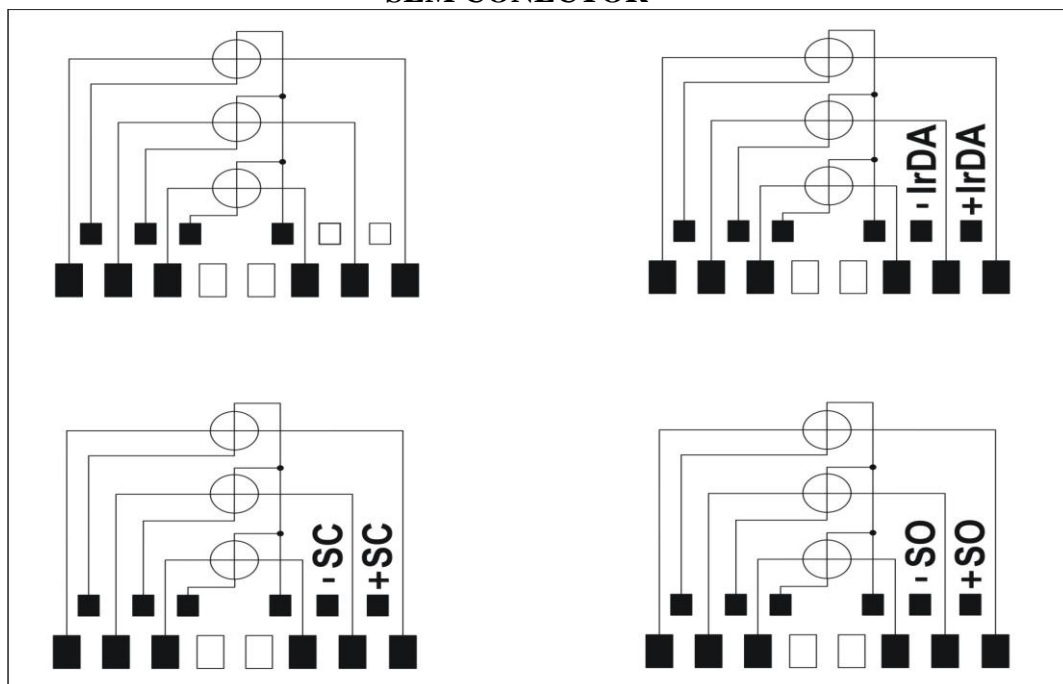 SEM CONECTOR
- IrDA
+ IrDA
- SC
+ SC
- SO
+ SO